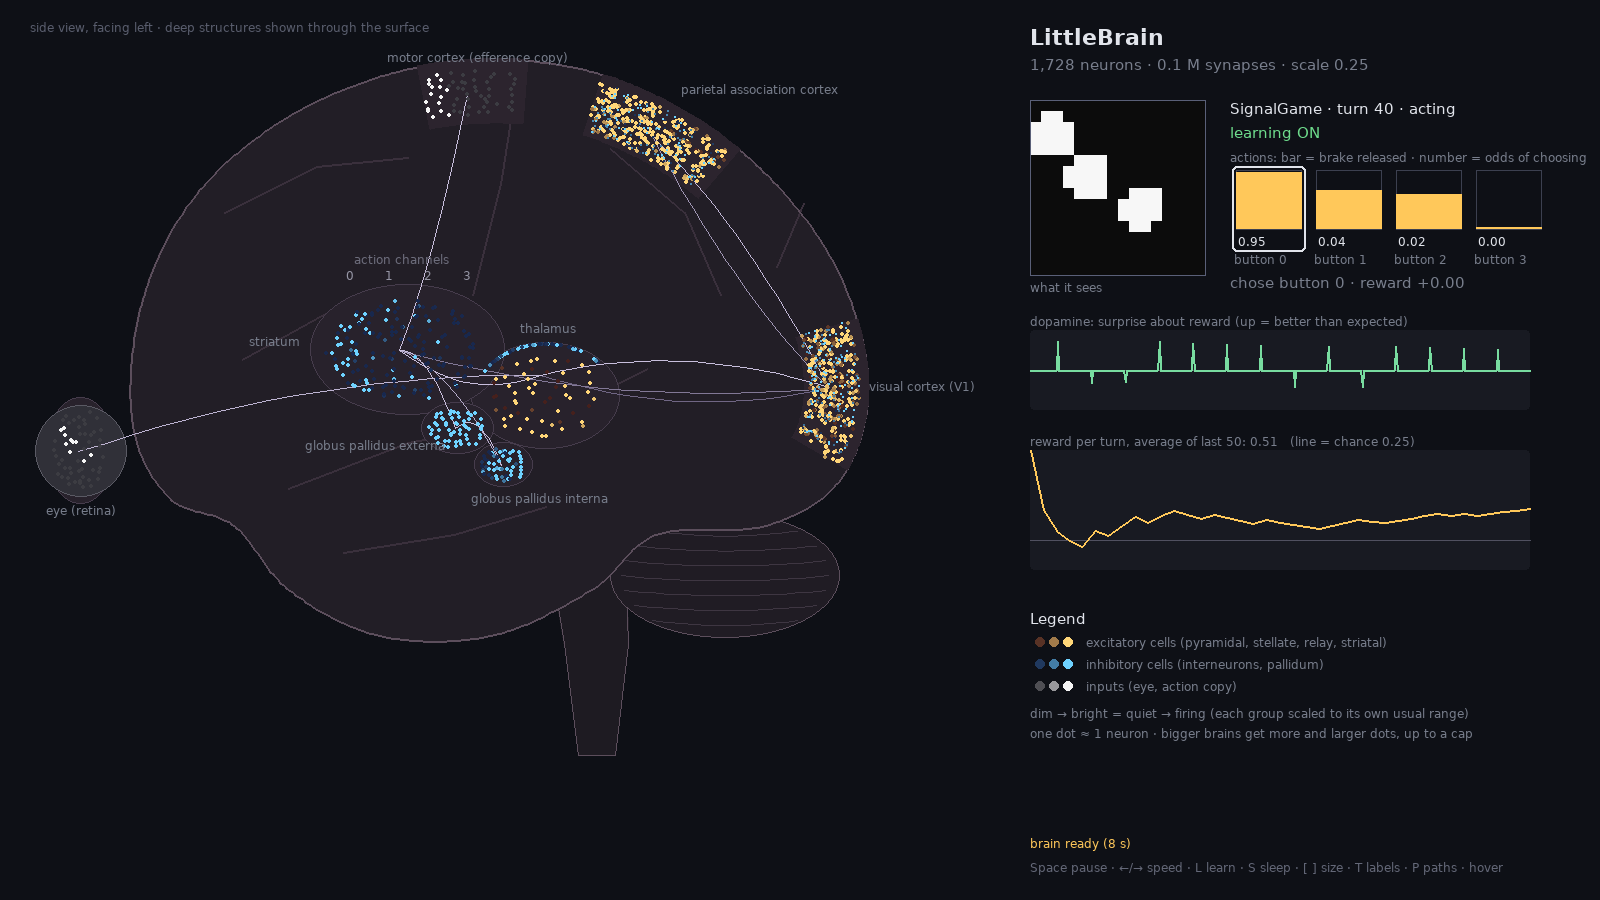 side view, facing left · deep structures shown through the surface
motor cortex (efference copy)
parietal association cortex
action channels
0 1 2 3
striatum
thalamus
visual cortex (V1)
globus pallidus externa
globus pallidus interna
eye (retina)
LittleBrain
1,728 neurons · 0.1 M synapses · scale 0.25
what it sees
SignalGame · turn 40 · acting
learning ON
actions: bar = brake released · number = odds of choosing
0.95 0.04 0.02 0.00
button 0 button 1 button 2 button 3
chose button 0 · reward +0.00
dopamine: surprise about reward (up = better than expected)
reward per turn, average of last 50: 0.51 (line = chance 0.25)
Legend
excitatory cells (pyramidal, stellate, relay, striatal)
inhibitory cells (interneurons, pallidum)
inputs (eye, action copy)
dim → bright = quiet → firing (each group scaled to its own usual range)
one dot ≈ 1 neuron · bigger brains get more and larger dots, up to a cap
brain ready (8 s)
Space pause · ←/→ speed · L learn · S sleep · [ ] size · T labels · P paths · hover